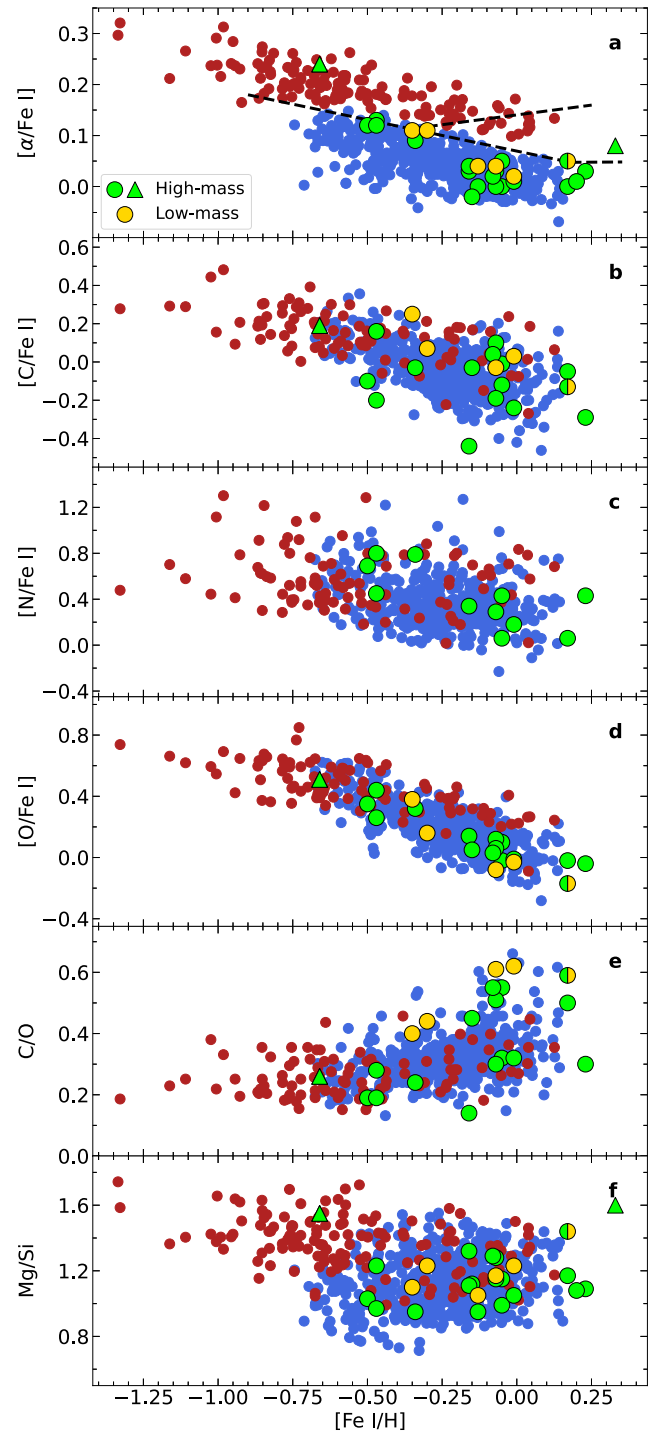 a
0.3
0.2
0.1
0.0
[α/Fe I]
High-mass
Low-mass
b
0.6
0.4
0.2
0.0
−0.2
−0.4
[C/Fe I]
c
1.2
0.8
0.4
0.0
−0.4
[N/Fe I]
d
0.8
0.4
0.0
−0.4
[O/Fe I]
e
0.6
0.4
0.2
0.0
C/O
f
1.6
1.2
0.8
Mg/Si
−1.25 −1.00 −0.75 −0.50 −0.25 0.00 0.25
[Fe I/H]